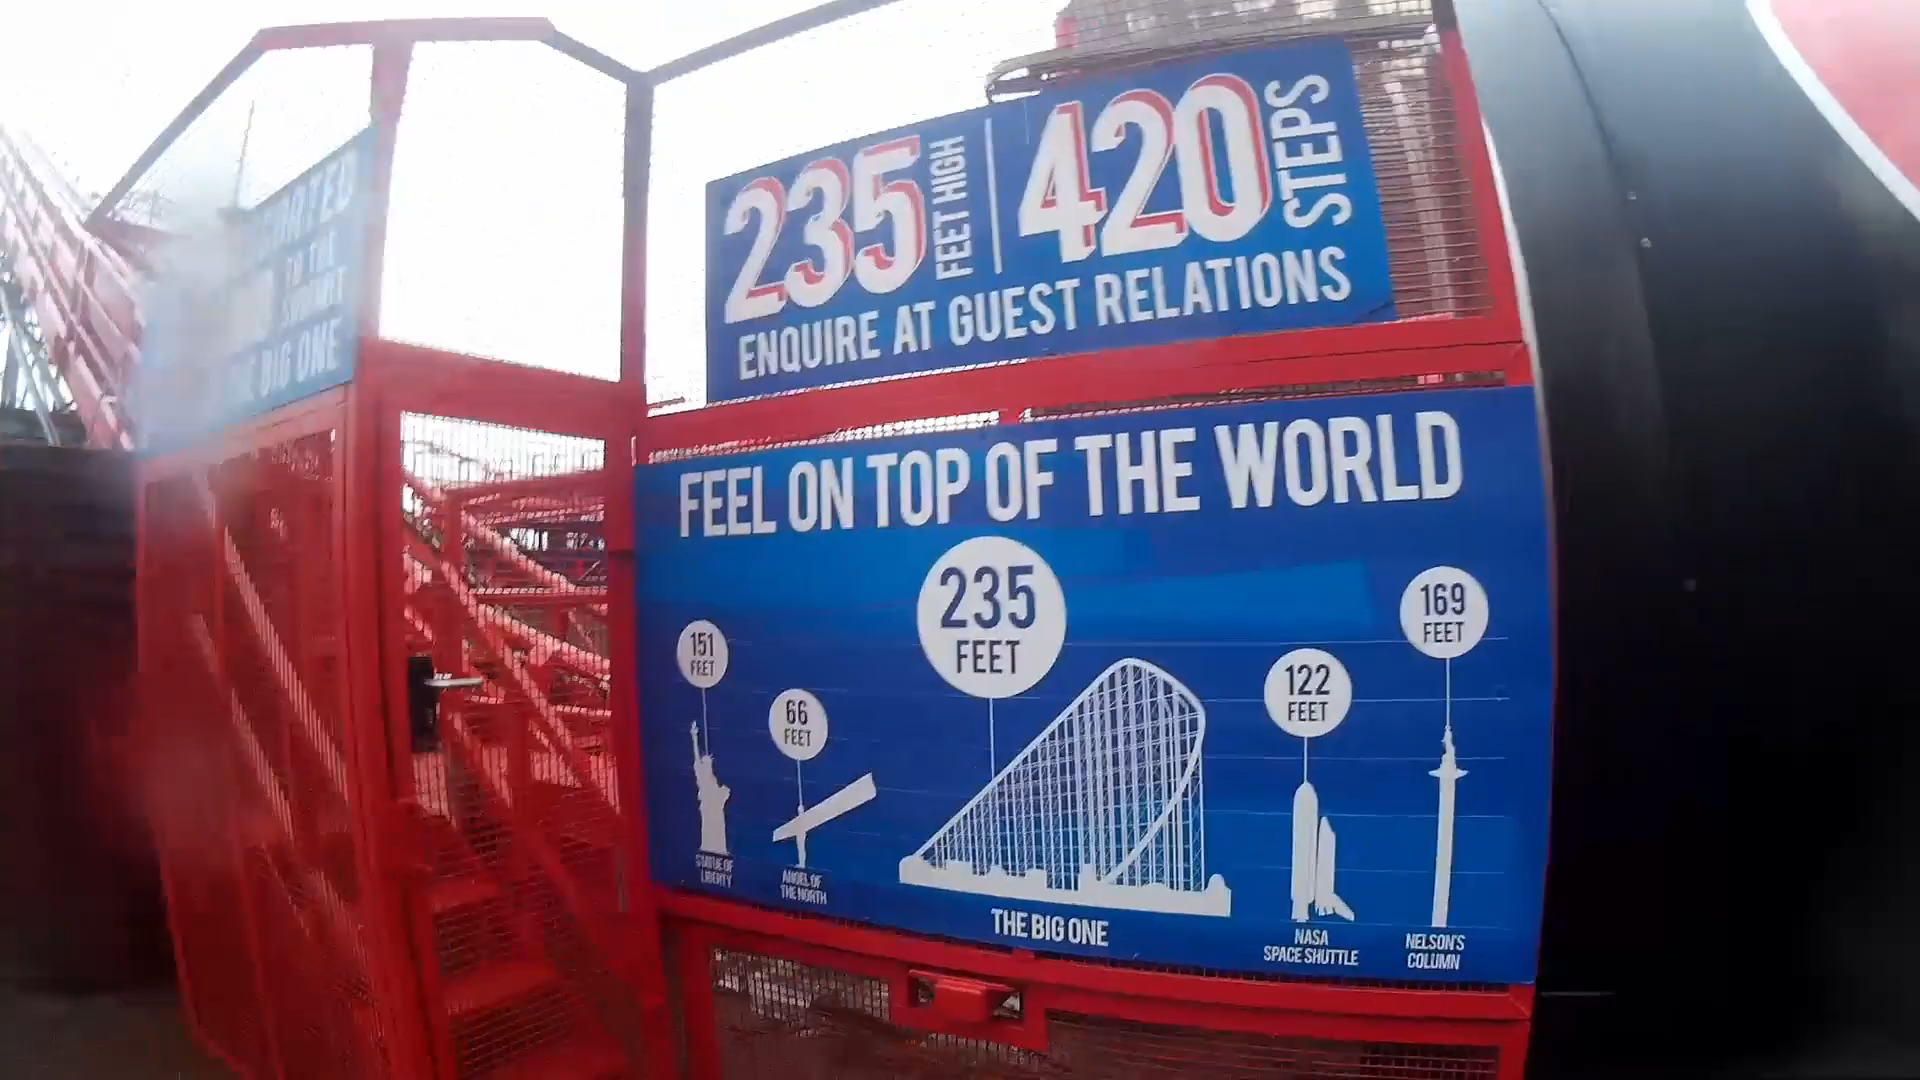 TO THE
SUMMIT
BIG ONE
235 FEET HIGH
420 STEPS
ENQUIRE AT GUEST RELATIONS
FEEL ON TOP OF THE WORLD
151
FEET
STATUE OF
LIBERTY
66
FEET
ANGEL OF
THE NORTH
235
FEET
THE BIG ONE
122
FEET
NASA
SPACE SHUTTLE
169
FEET
NELSON'S
COLUMN